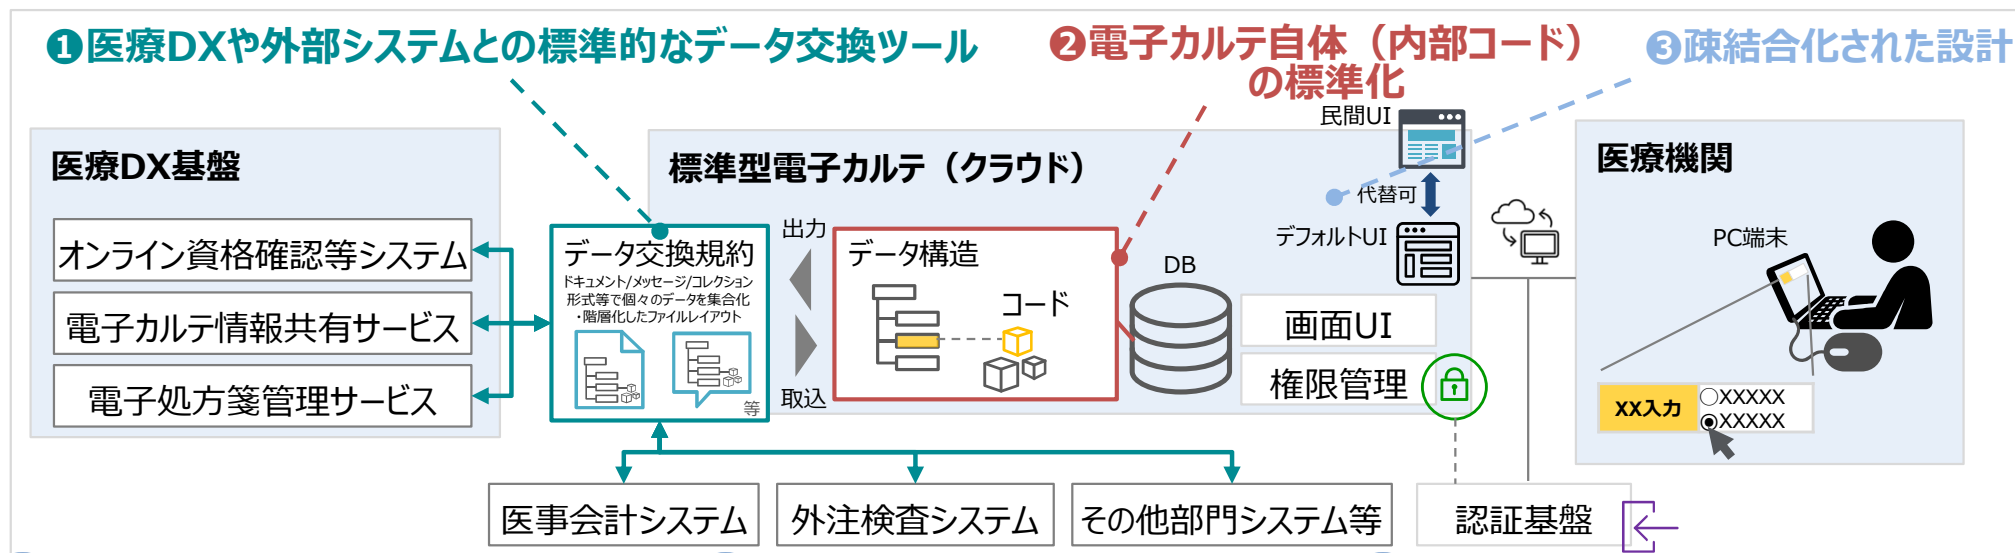 ❶医療DXや外部システムとの標準的なデータ交換ツール
❷電子カルテ自体（内部コード）
の標準化
❸疎結合化された設計
医療DX基盤
オンライン資格確認等システム
電子カルテ情報共有サービス
電子処方箋管理サービス
標準型電子カルテ（クラウド）
データ交換規約
ドキュメント/メッセージ/コレクション
形式等で個々のデータを集合化
・階層化したファイルレイアウト
等
出力
取込
データ構造
コード
DB
民間UI
代替可
デフォルトUI
画面UI
権限管理
医療機関
PC端末
XX入力
○XXXXX
◉XXXXX
医事会計システム
外注検査システム
その他部門システム等
認証基盤